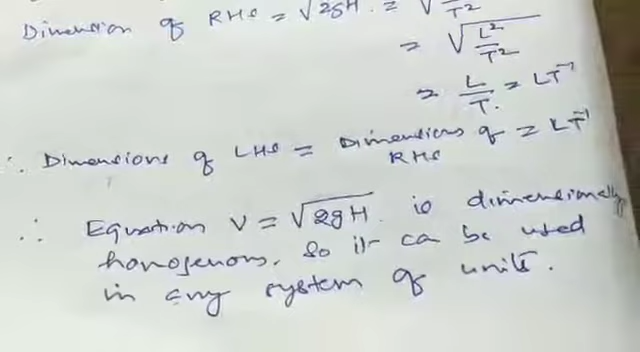 Dimension of RHS = √2gH. = √ /T²
= √L²/T²
= L/T. = LT⁻¹
∴ Dimensions of LHS = Dimensions of RHS = LT⁻¹
∴ Equation V = √2gH is dimensionally
homogenous. So it can be used
in any system of units.